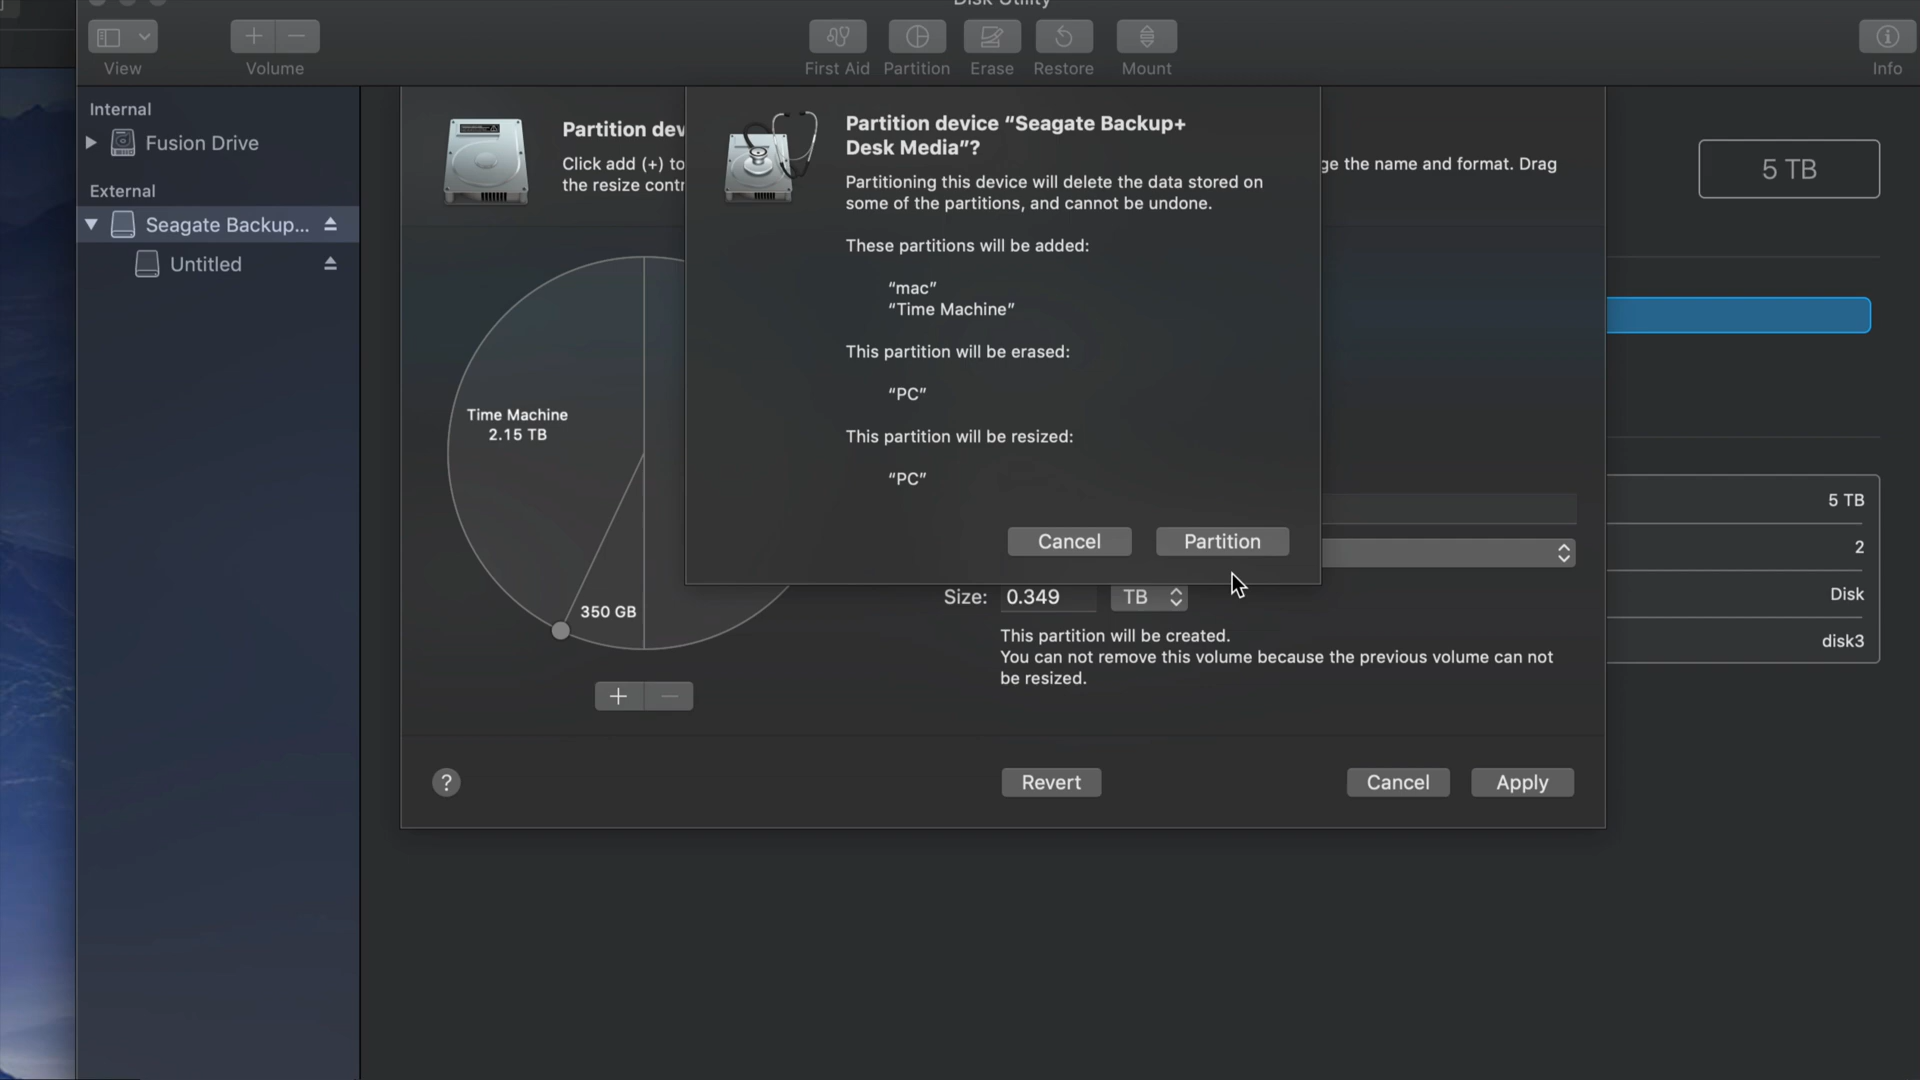 Disk Utility
View
Volume
First Aid
Partition
Erase
Restore
Mount
Info
Internal
Fusion Drive
External
Seagate Backup...
Untitled
Partition dev
Click add (+) to
the resize contr
ge the name and format. Drag
5 TB
Partition device “Seagate Backup+
Desk Media”?
Partitioning this device will delete the data stored on
some of the partitions, and cannot be undone.
These partitions will be added:
“mac”
“Time Machine”
This partition will be erased:
“PC”
This partition will be resized:
“PC”
Cancel
Partition
Time Machine
2.15 TB
350 GB
Size: 0.349 TB
This partition will be created.
You can not remove this volume because the previous volume can not
be resized.
+ −
5 TB
2
Disk
disk3
?
Revert
Cancel
Apply